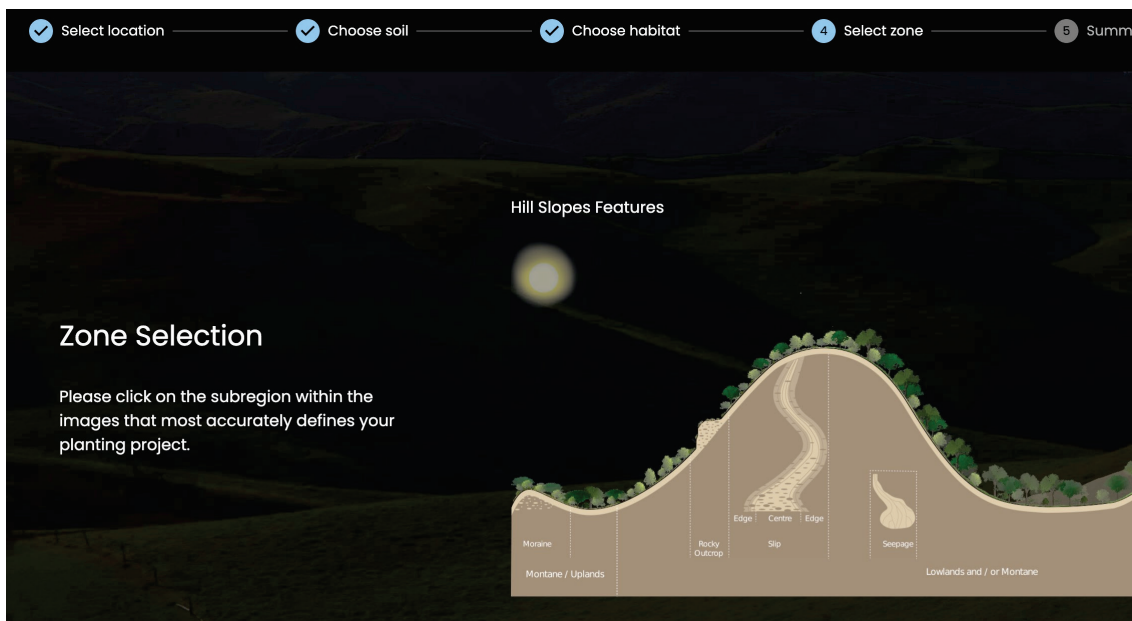 Select location
Choose soil
Choose habitat
4 Select zone
5 Summ
Hill Slopes Features
Zone Selection
Please click on the subregion within the
images that most accurately defines your
planting project.
Edge Centre Edge
Moraine
Rocky
Outcrop
Slip
Seepage
Montane / Uplands
Lowlands and / or Montane